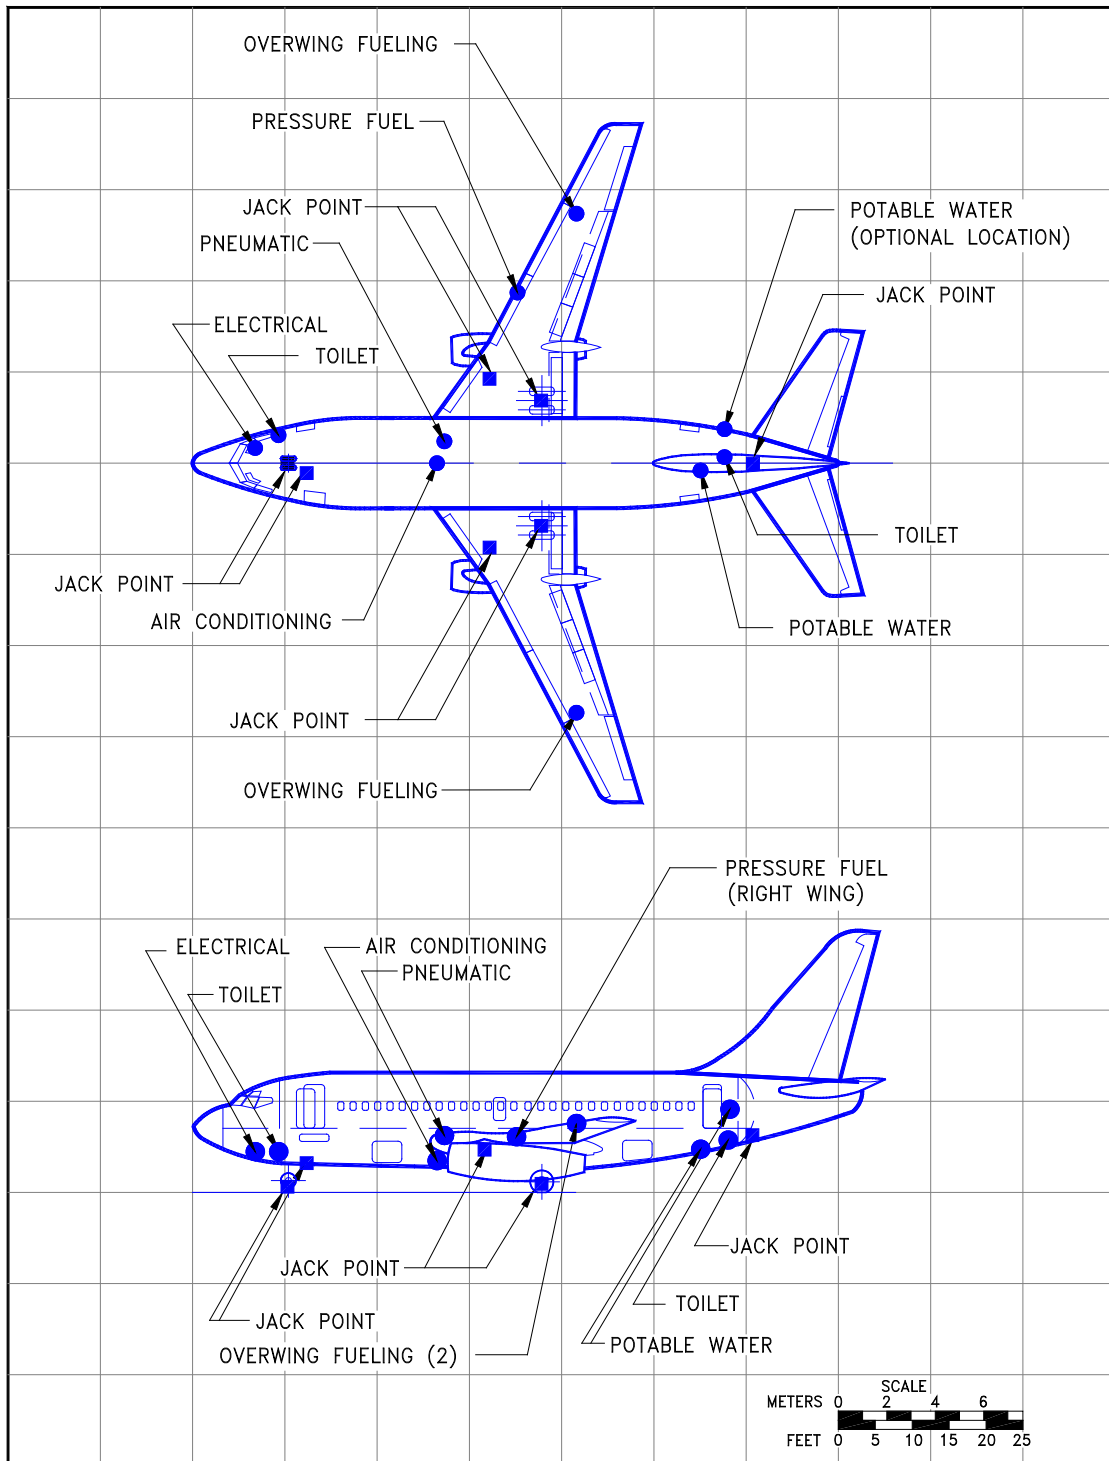 OVERWING FUELING
PRESSURE FUEL
JACK POINT
PNEUMATIC
POTABLE WATER
(OPTIONAL LOCATION)
JACK POINT
ELECTRICAL
TOILET
TOILET
JACK POINT
AIR CONDITIONING
POTABLE WATER
JACK POINT
OVERWING FUELING
PRESSURE FUEL
(RIGHT WING)
ELECTRICAL
AIR CONDITIONING
PNEUMATIC
TOILET
JACK POINT
JACK POINT
TOILET
JACK POINT
POTABLE WATER
OVERWING FUELING (2)
SCALE
METERS 0 2 4 6
FEET 0 5 10 15 20 25